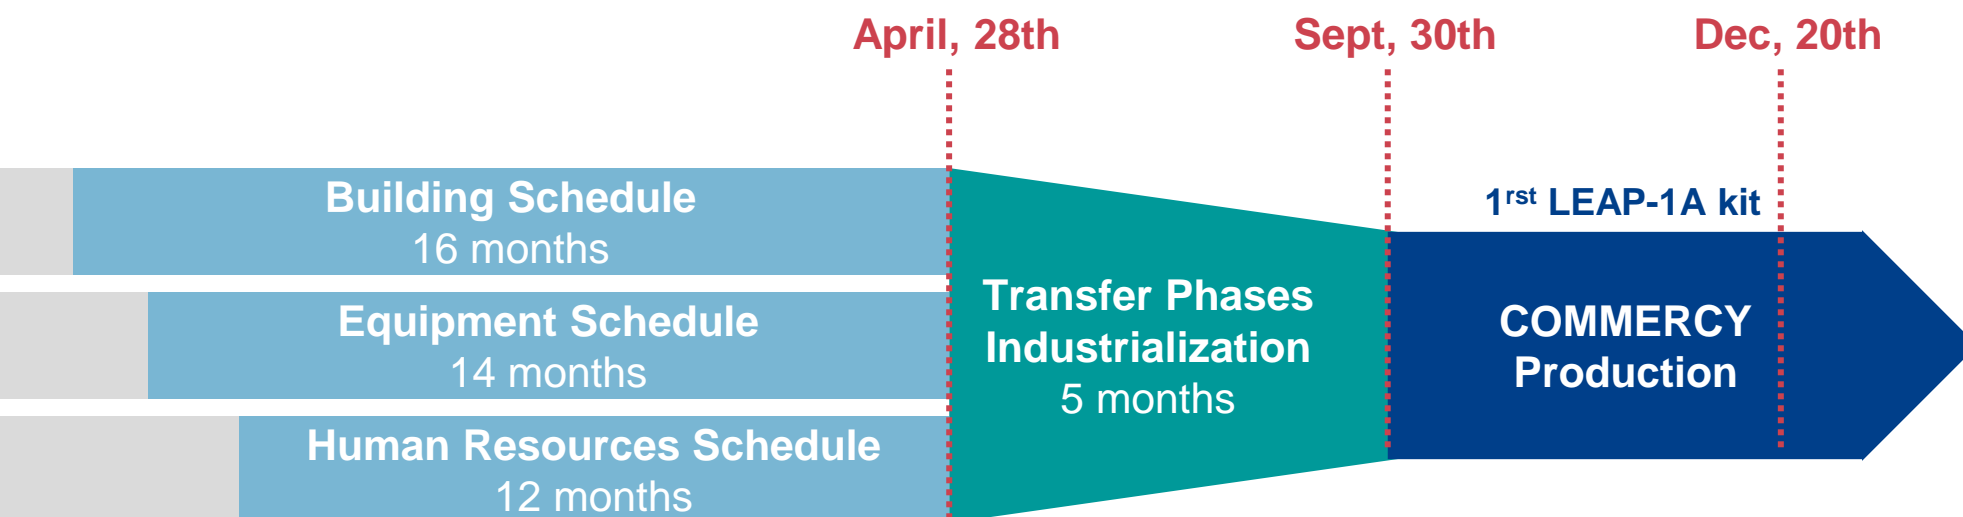 April, 28th
Sept, 30th
Dec, 20th
Building Schedule
16 months
1rst LEAP-1A kit
Equipment Schedule
14 months
Transfer Phases
Industrialization
5 months
COMMERCY
Production
Human Resources Schedule
12 months